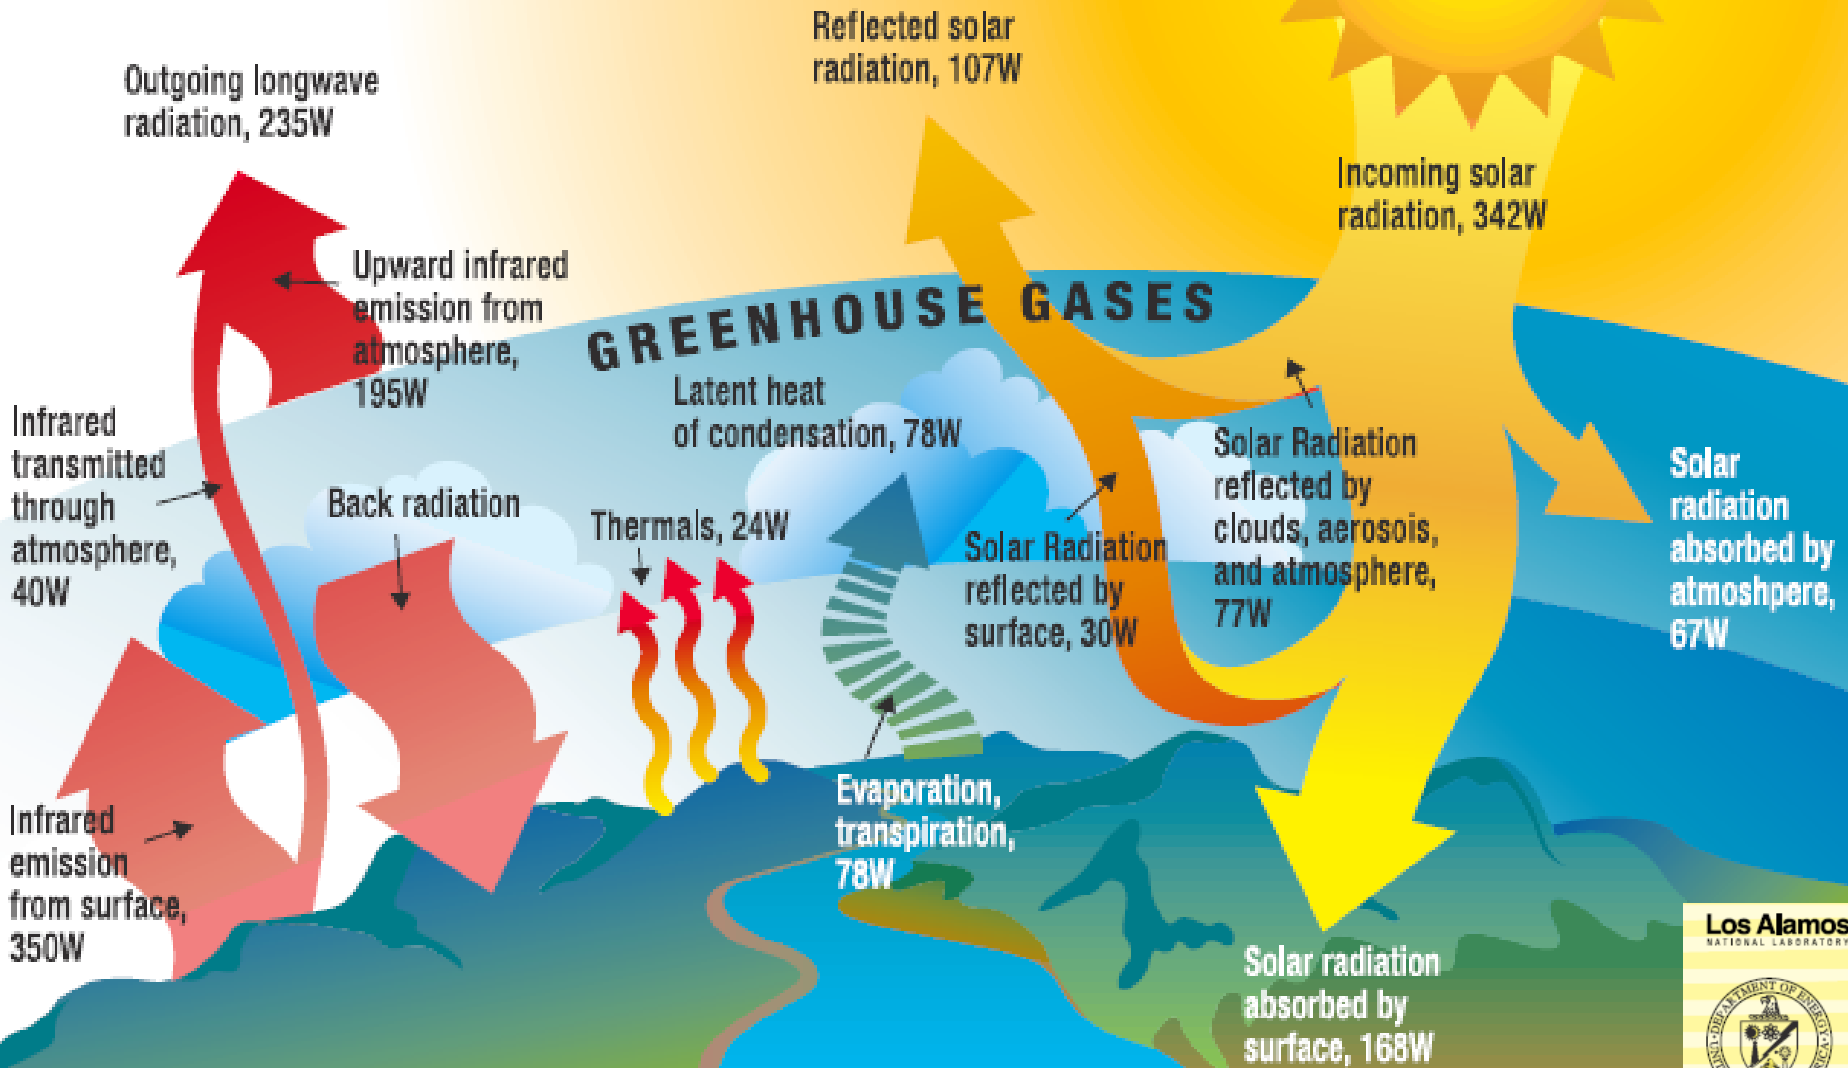 Reflected solar
radiation, 107W
Outgoing longwave
radiation, 235W
Incoming solar
radiation, 342W
Upward infrared
emission from
atmosphere,
195W
GREENHOUSE GASES
Latent heat
of condensation, 78W
Infrared
transmitted
through
atmosphere,
40W
Back radiation
Thermals, 24W
Solar Radiation
reflected by
surface, 30W
Solar Radiation
reflected by
clouds, aerosois,
and atmosphere,
77W
Solar
radiation
absorbed by
atmoshpere,
67W
Infrared
emission
from surface,
350W
Evaporation,
transpiration,
78W
Solar radiation
absorbed by
surface, 168W
Los Alamos
NATIONAL LABORATORY
DEPARTMENT OF ENERGY